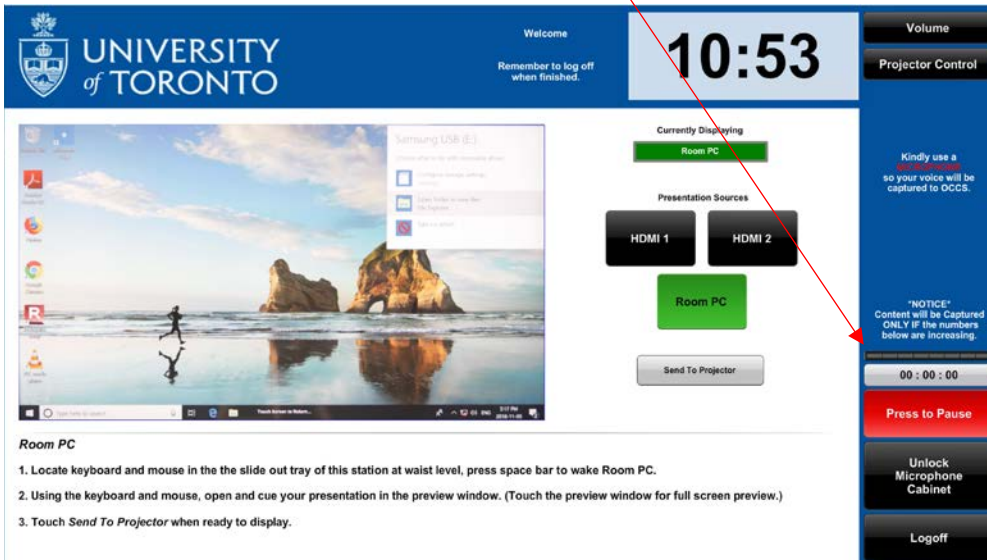 UNIVERSITY
of TORONTO
Welcome
Remember to log off
when finished.
10:53
Volume
Projector Control
Samsung USB (E:)
Currently Displaying
Room PC
Presentation Sources
HDMI 1
HDMI 2
Room PC
Send To Projector
Kindly use a
so your voice will be
captured to OCCS.
"NOTICE"
Content will be Captured
ONLY IF the numbers
below are increasing.
00 : 00 : 00
Press to Pause
Unlock
Microphone
Cabinet
Logoff
Touch Screen to Return...
Room PC
1. Locate keyboard and mouse in the the slide out tray of this station at waist level, press space bar to wake Room PC.
2. Using the keyboard and mouse, open and cue your presentation in the preview window. (Touch the preview window for full screen preview.)
3. Touch Send To Projector when ready to display.